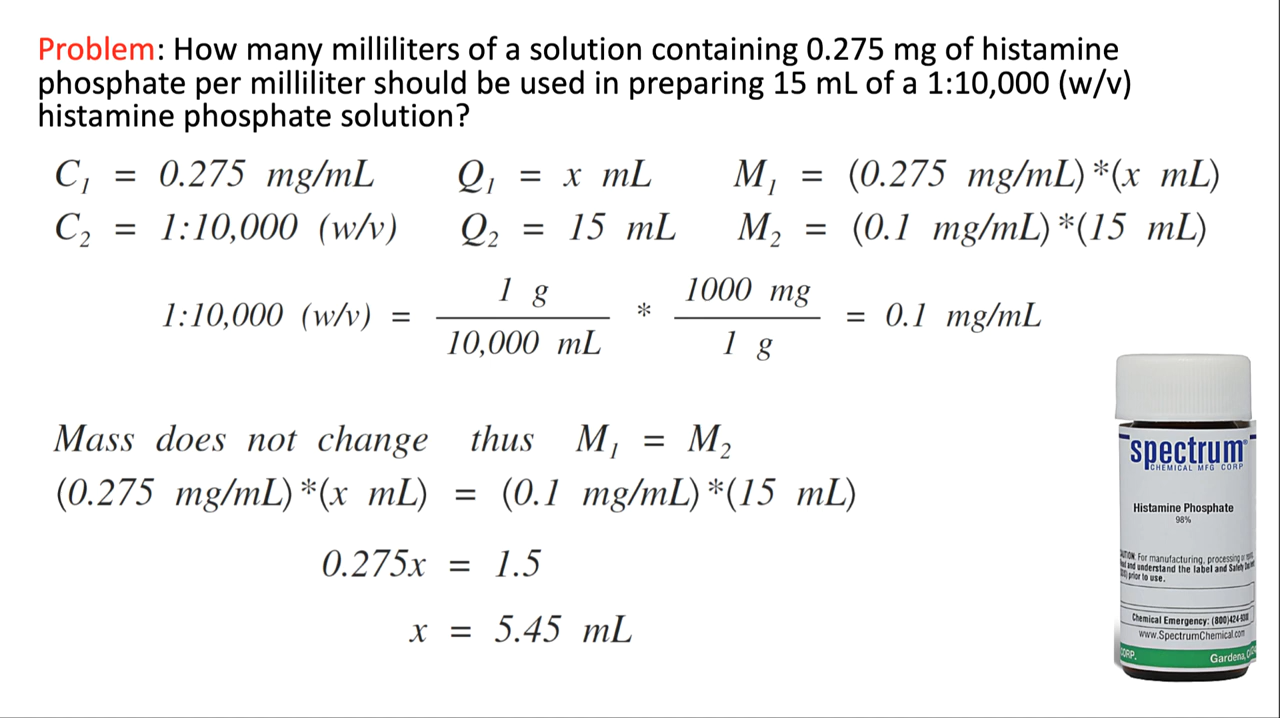 Problem: How many milliliters of a solution containing 0.275 mg of histamine
phosphate per milliliter should be used in preparing 15 mL of a 1:10,000 (w/v)
histamine phosphate solution?
C₁ = 0.275 mg/mL Q₁ = x mL M₁ = (0.275 mg/mL)*(x mL)
C₂ = 1:10,000 (w/v) Q₂ = 15 mL M₂ = (0.1 mg/mL)*(15 mL)
1:10,000 (w/v) = 1 g / 10,000 mL * 1000 mg / 1 g = 0.1 mg/mL
Mass does not change thus M₁ = M₂
(0.275 mg/mL)*(x mL) = (0.1 mg/mL)*(15 mL)
0.275x = 1.5
x = 5.45 mL
spectrum
CHEMICAL MFG CORP
Histamine Phosphate
98%
For manufacturing, processing or
and understand the label and Safety
prior to use.
Chemical Emergency: (800)424-
www.SpectrumChemical.com
CORP. Gardena,